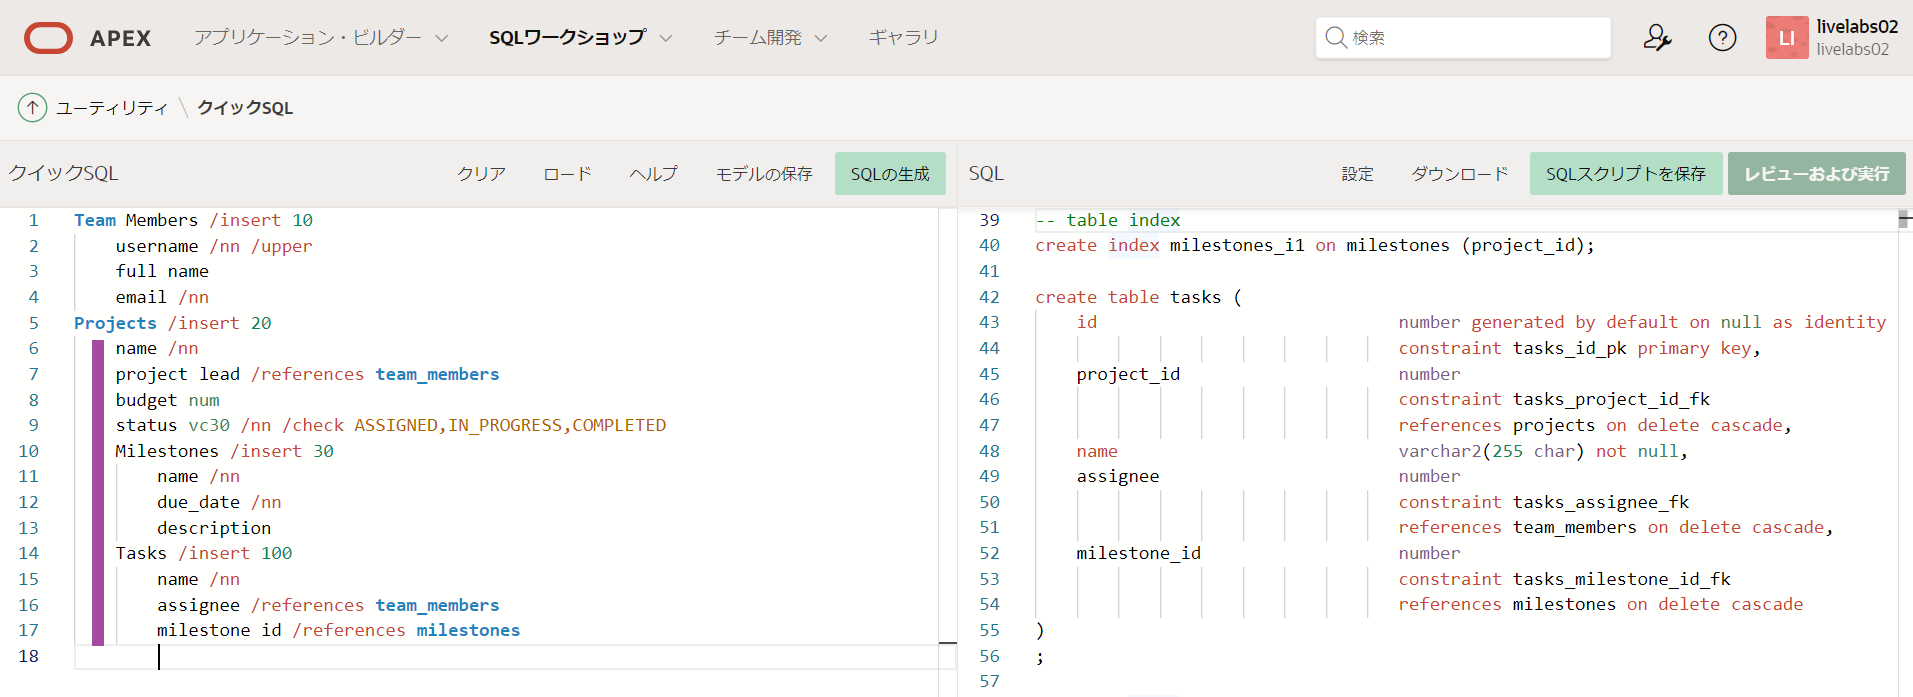 APEX アプリケーション・ビルダー SQLワークショップ チーム開発 ギャラリ 検索 LI livelabs02
livelabs02
ユーティリティ \ クイックSQL
クイックSQL クリア ロード ヘルプ モデルの保存 SQLの生成
1 Team Members /insert 10
2 username /nn /upper
3 full name
4 email /nn
5 Projects /insert 20
6 name /nn
7 project lead /references team_members
8 budget num
9 status vc30 /nn /check ASSIGNED,IN_PROGRESS,COMPLETED
10 Milestones /insert 30
11 name /nn
12 due_date /nn
13 description
14 Tasks /insert 100
15 name /nn
16 assignee /references team_members
17 milestone id /references milestones
18
SQL 設定 ダウンロード SQLスクリプトを保存 レビューおよび実行
39 -- table index
40 create index milestones_i1 on milestones (project_id);
41
42 create table tasks (
43 id number generated by default on null as identity
44 constraint tasks_id_pk primary key,
45 project_id number
46 constraint tasks_project_id_fk
47 references projects on delete cascade,
48 name varchar2(255 char) not null,
49 assignee number
50 constraint tasks_assignee_fk
51 references team_members on delete cascade,
52 milestone_id number
53 constraint tasks_milestone_id_fk
54 references milestones on delete cascade
55 )
56 ;
57